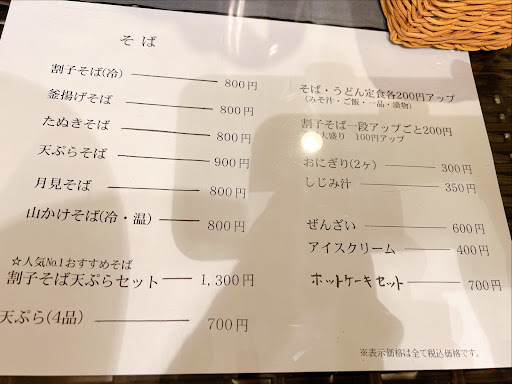 そば
割子そば(冷) 800円
釜揚げそば 800円
たぬきそば 800円
天ぷらそば 900円
月見そば 800円
山かけそば(冷・温) 800円
☆人気№1おすすめそば
割子そば天ぷらセット 1,300円
天ぷら(4品) 700円
そば・うどん定食各200円アップ
(みそ汁・ご飯・一品・漬物)
割子そば一段アップごと200円
大盛り 100円アップ
おにぎり(2ヶ) 300円
しじみ汁 350円
ぜんざい 600円
アイスクリーム 400円
ホットケーキセット 700円
※表示価格は全て税込価格です。